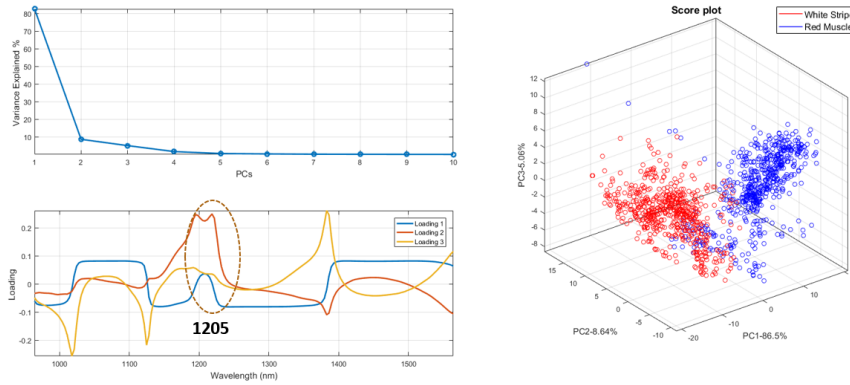 Variance Explained %
80
70
60
50
40
30
20
10
1 2 3 4 5 6 7 8 9 10
PCs
Loading
0.2
0.1
0
-0.1
-0.2
Loading 1
Loading 2
Loading 3
1205
1000 1100 1200 1300 1400 1500
Wavelength (nm)
Score plot
White Stripe
Red Muscle
PC3-5.06%
12
10
8
6
4
2
0
-2
-4
-6
-8
15
10
5
0
-5
-10
PC2-8.64%
-20
-10
0
10
PC1-86.5%